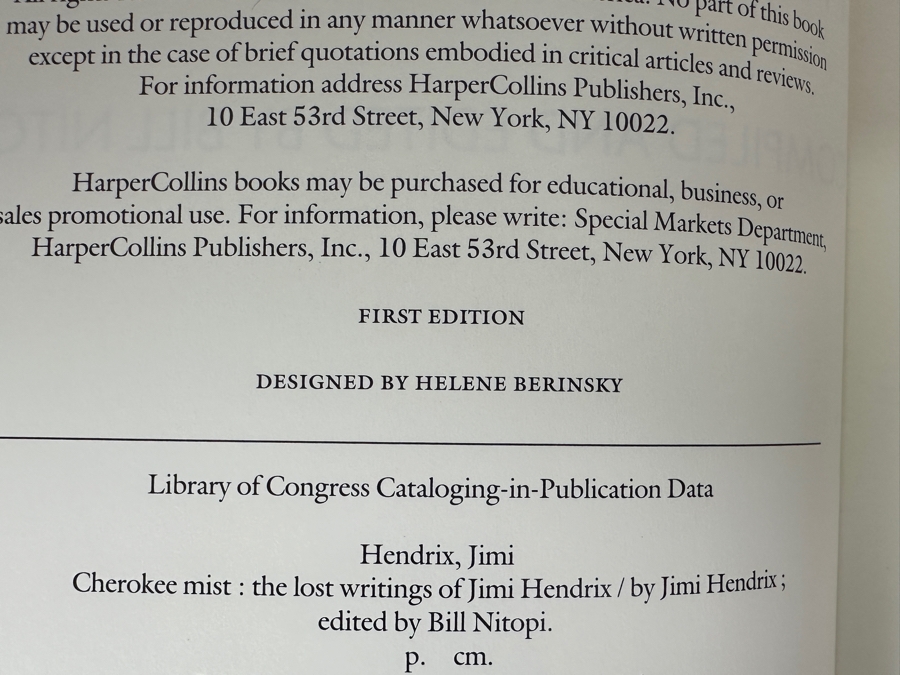 No part of this book
may be used or reproduced in any manner whatsoever without written permission
except in the case of brief quotations embodied in critical articles and reviews.
For information address HarperCollins Publishers, Inc.,
10 East 53rd Street, New York, NY 10022.
HarperCollins books may be purchased for educational, business, or
sales promotional use. For information, please write: Special Markets Department,
HarperCollins Publishers, Inc., 10 East 53rd Street, New York, NY 10022.
FIRST EDITION
DESIGNED BY HELENE BERINSKY
Library of Congress Cataloging-in-Publication Data
Hendrix, Jimi
Cherokee mist : the lost writings of Jimi Hendrix / by Jimi Hendrix ;
edited by Bill Nitopi.
p. cm.